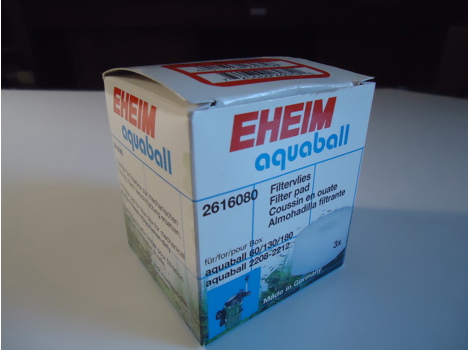 EHEIM
aquaball
EHEIM
aquaball
2616080
Filtervlies
Filter pad
Coussin en ouate
Almohadilla filtrante
für/for/pour Box
aquaball 60/130/180
aquaball 2208-2212
3x
Made in Germany